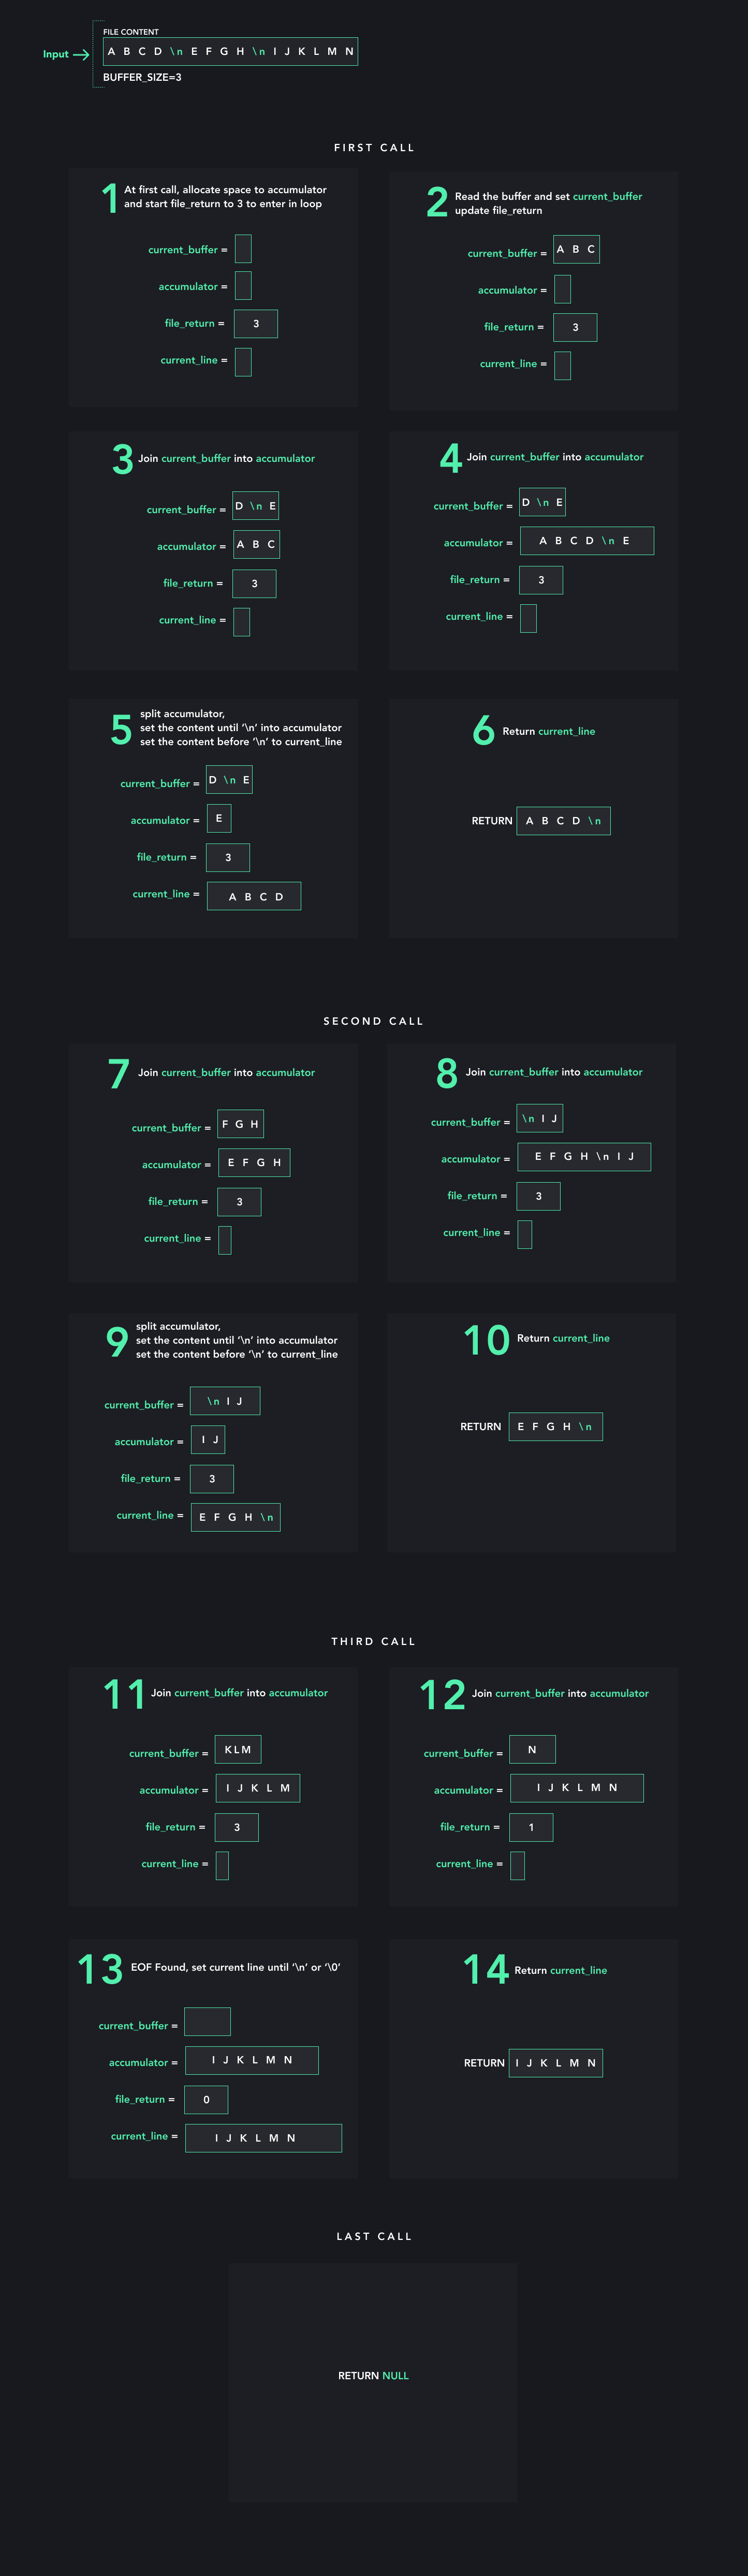 FILE CONTENT
Input → A B C D \n E F G H \n I J K L M N
BUFFER_SIZE=3
FIRST CALL
1 At first call, allocate space to accumulator
and start file_return to 3 to enter in loop
current_buffer =
accumulator =
file_return = 3
current_line =
2 Read the buffer and set current_buffer
update file_return
current_buffer = A B C
accumulator =
file_return = 3
current_line =
3 Join current_buffer into accumulator
current_buffer = D \n E
accumulator = A B C
file_return = 3
current_line =
4 Join current_buffer into accumulator
current_buffer = D \n E
accumulator = A B C D \n E
file_return = 3
current_line =
5 split accumulator,
set the content until ‘\n’ into accumulator
set the content before ‘\n’ to current_line
current_buffer = D \n E
accumulator = E
file_return = 3
current_line = A B C D
6 Return current_line
RETURN A B C D \n
SECOND CALL
7 Join current_buffer into accumulator
current_buffer = F G H
accumulator = E F G H
file_return = 3
current_line =
8 Join current_buffer into accumulator
current_buffer = \n I J
accumulator = E F G H \n I J
file_return = 3
current_line =
9 split accumulator,
set the content until ‘\n’ into accumulator
set the content before ‘\n’ to current_line
current_buffer = \n I J
accumulator = I J
file_return = 3
current_line = E F G H \n
10 Return current_line
RETURN E F G H \n
THIRD CALL
11 Join current_buffer into accumulator
current_buffer = KLM
accumulator = I J K L M
file_return = 3
current_line =
12 Join current_buffer into accumulator
current_buffer = N
accumulator = I J K L M N
file_return = 1
current_line =
13 EOF Found, set current line until ‘\n’ or ‘\0’
current_buffer =
accumulator = I J K L M N
file_return = 0
current_line = I J K L M N
14 Return current_line
RETURN I J K L M N
LAST CALL
RETURN NULL